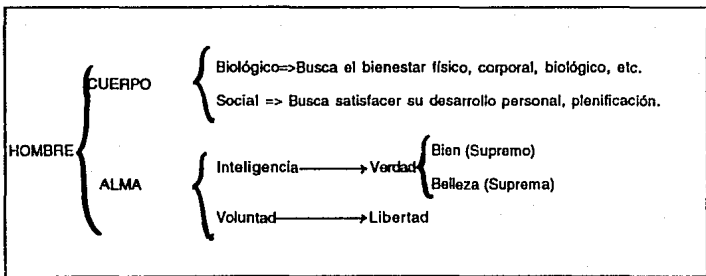 Biológico=>Busca el bienestar físico, corporal, biológico, etc.
CUERPO
Social => Busca satisfacer su desarrollo personal, plenificación.
HOMBRE
Bien (Supremo)
Inteligencia → Verdad
Belleza (Suprema)
ALMA
Voluntad → Libertad